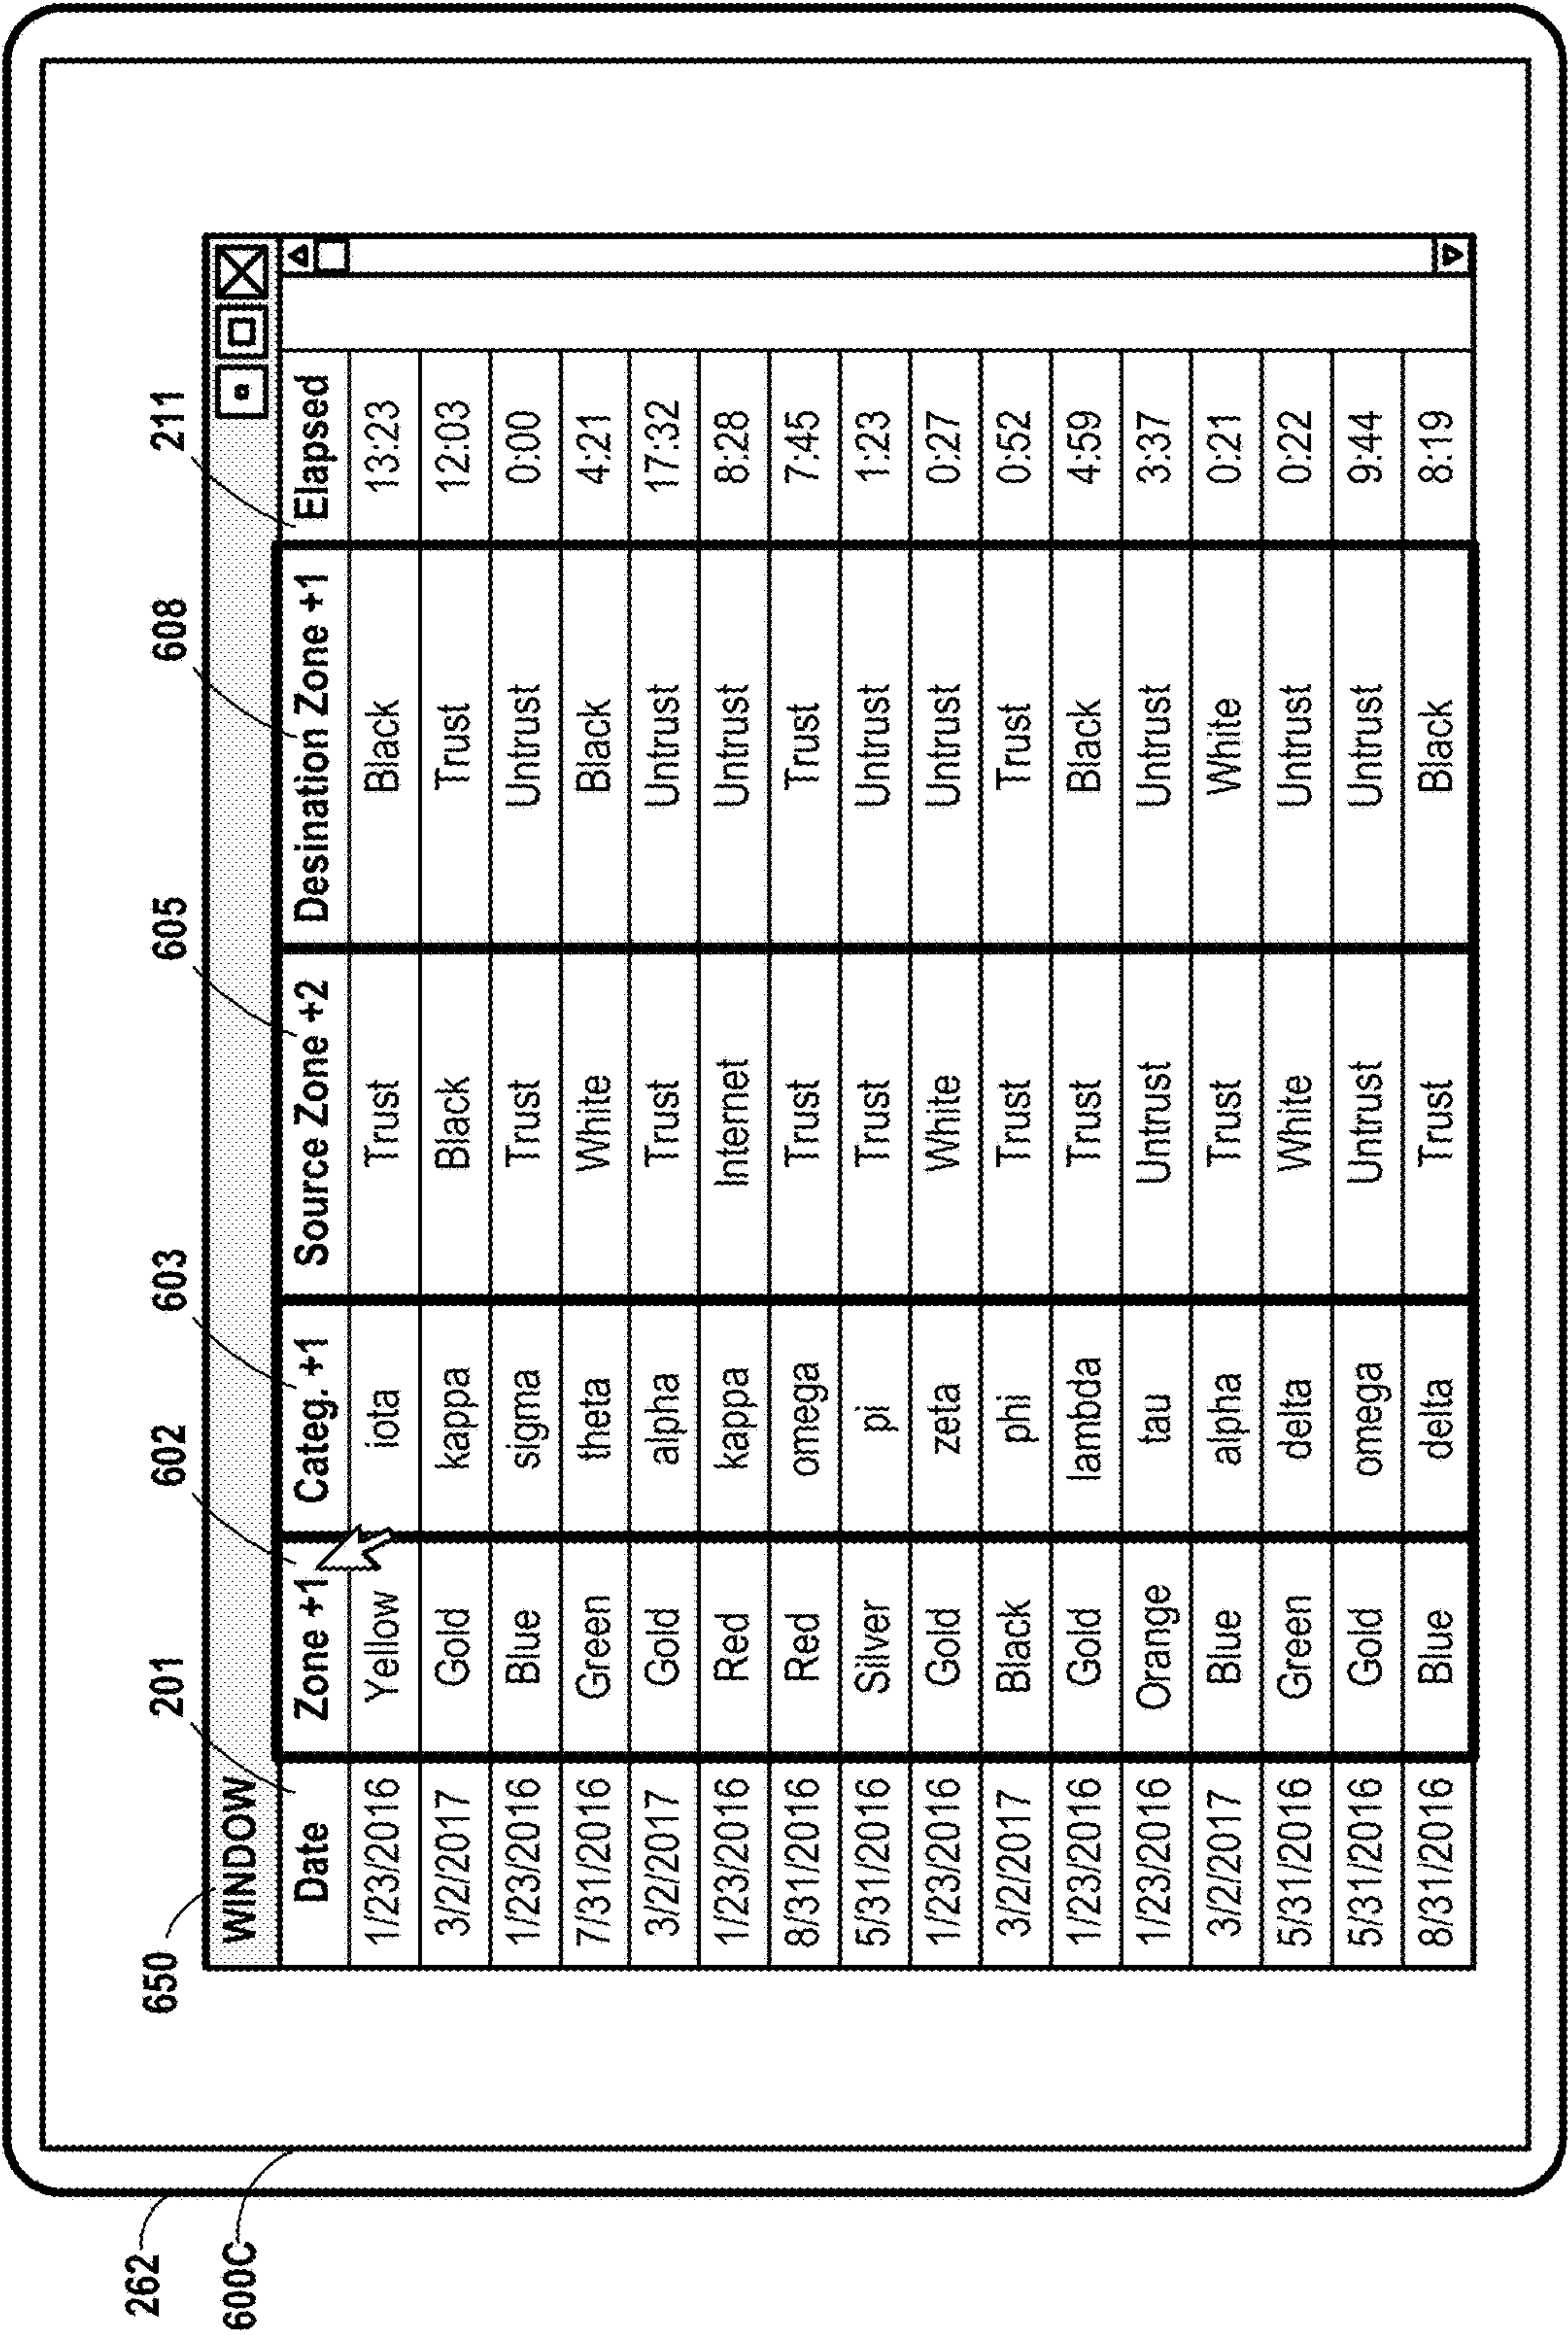 201 602 603 605 608 211
650
WINDOW
Date Zone +1 Categ. +1 Source Zone +2 Desination Zone +1 Elapsed
1/23/2016 Yellow iota Trust Black 13:23
3/2/2017 Gold kappa Black Trust 12:03
1/23/2016 Blue sigma Trust Untrust 0:00
7/31/2016 Green theta White Black 4:21
3/2/2017 Gold alpha Trust Untrust 17:32
1/23/2016 Red kappa Internet Untrust 8:28
8/31/2016 Red omega Trust Trust 7:45
5/31/2016 Silver pi Trust Untrust 1:23
1/23/2016 Gold zeta White Untrust 0:27
3/2/2017 Black phi Trust Trust 0:52
1/23/2016 Gold lambda Trust Black 4:59
1/23/2016 Orange tau Untrust Untrust 3:37
3/2/2017 Blue alpha Trust White 0:21
5/31/2016 Green delta White Untrust 0:22
5/31/2016 Gold omega Untrust Untrust 9:44
8/31/2016 Blue delta Trust Black 8:19
262
600C